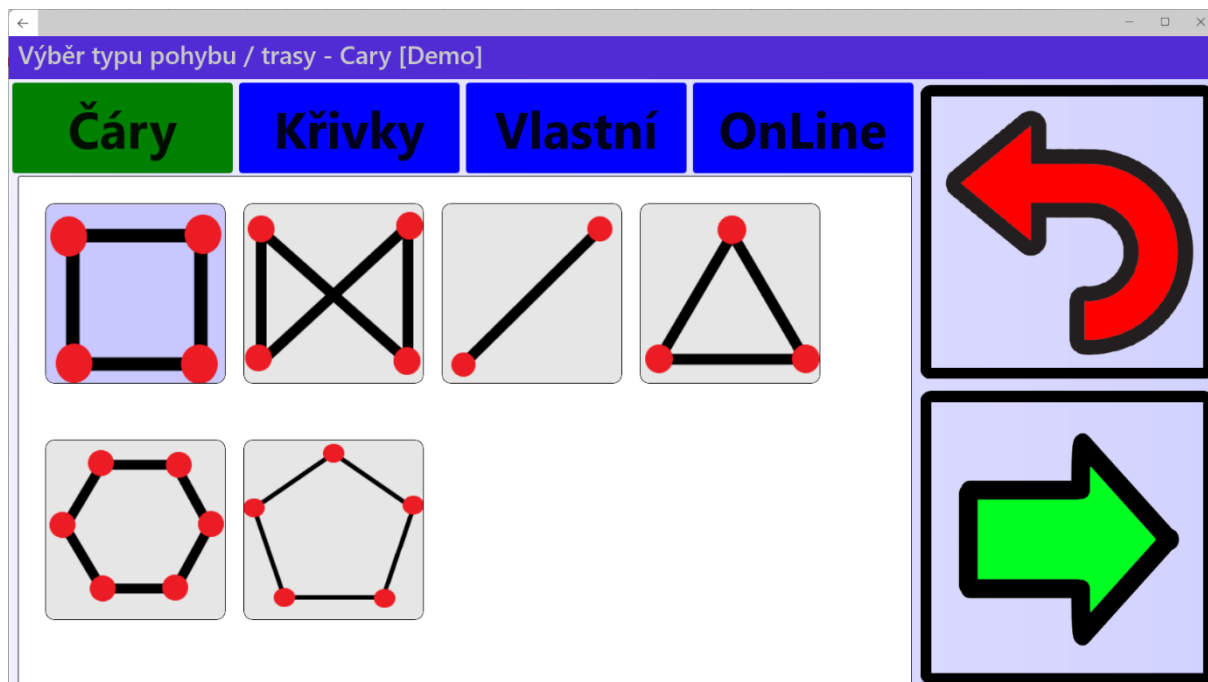 Výběr typu pohybu / trasy - Cary [Demo]
Čáry Křivky Vlastní OnLine